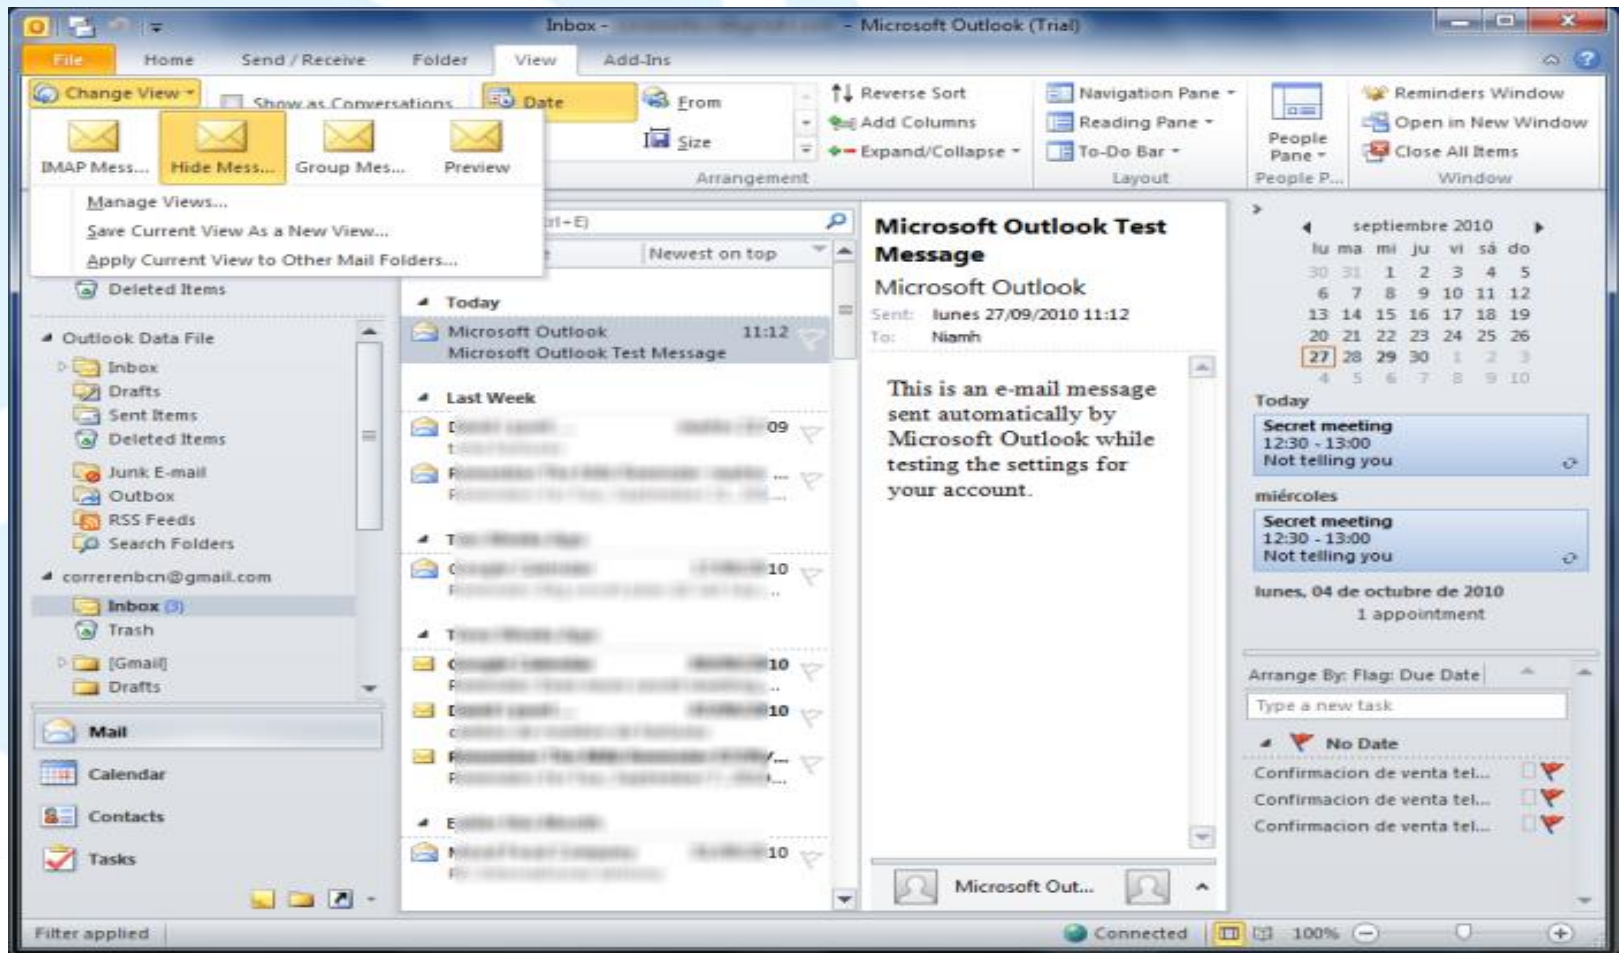 Inbox -
- Microsoft Outlook (Trial)
File Home Send / Receive Folder View Add-Ins
Change View
Show as Conversations
Date
From
Size
Reverse Sort
Add Columns
Expand/Collapse
Arrangement
Navigation Pane
Reading Pane
To-Do Bar
Layout
People
Pane
People P...
Reminders Window
Open in New Window
Close All Items
Window
IMAP Mess... Hide Mess... Group Mes... Preview
Manage Views...
Save Current View As a New View...
Apply Current View to Other Mail Folders...
Deleted Items
Outlook Data File
Inbox
Drafts
Sent Items
Deleted Items
Junk E-mail
Outbox
RSS Feeds
Search Folders
correrenbcn@gmail.com
Inbox (3)
Trash
[Gmail]
Drafts
Mail
Calendar
Contacts
Tasks
Newest on top
Today
Microsoft Outlook 11:12
Microsoft Outlook Test Message
Last Week
09
10
10
10
10
Microsoft Outlook Test
Message
Microsoft Outlook
Sent: lunes 27/09/2010 11:12
To: Niamh
This is an e-mail message
sent automatically by
Microsoft Outlook while
testing the settings for
your account.
Microsoft Out...
septiembre 2010
lu ma mi ju vi sá do
30 31 1 2 3 4 5
6 7 8 9 10 11 12
13 14 15 16 17 18 19
20 21 22 23 24 25 26
27 28 29 30 1 2 3
4 5 6 7 8 9 10
Today
Secret meeting
12:30 - 13:00
Not telling you
miércoles
Secret meeting
12:30 - 13:00
Not telling you
lunes, 04 de octubre de 2010
1 appointment
Arrange By: Flag: Due Date
Type a new task
No Date
Confirmacion de venta tel...
Confirmacion de venta tel...
Confirmacion de venta tel...
Filter applied
Connected
100%